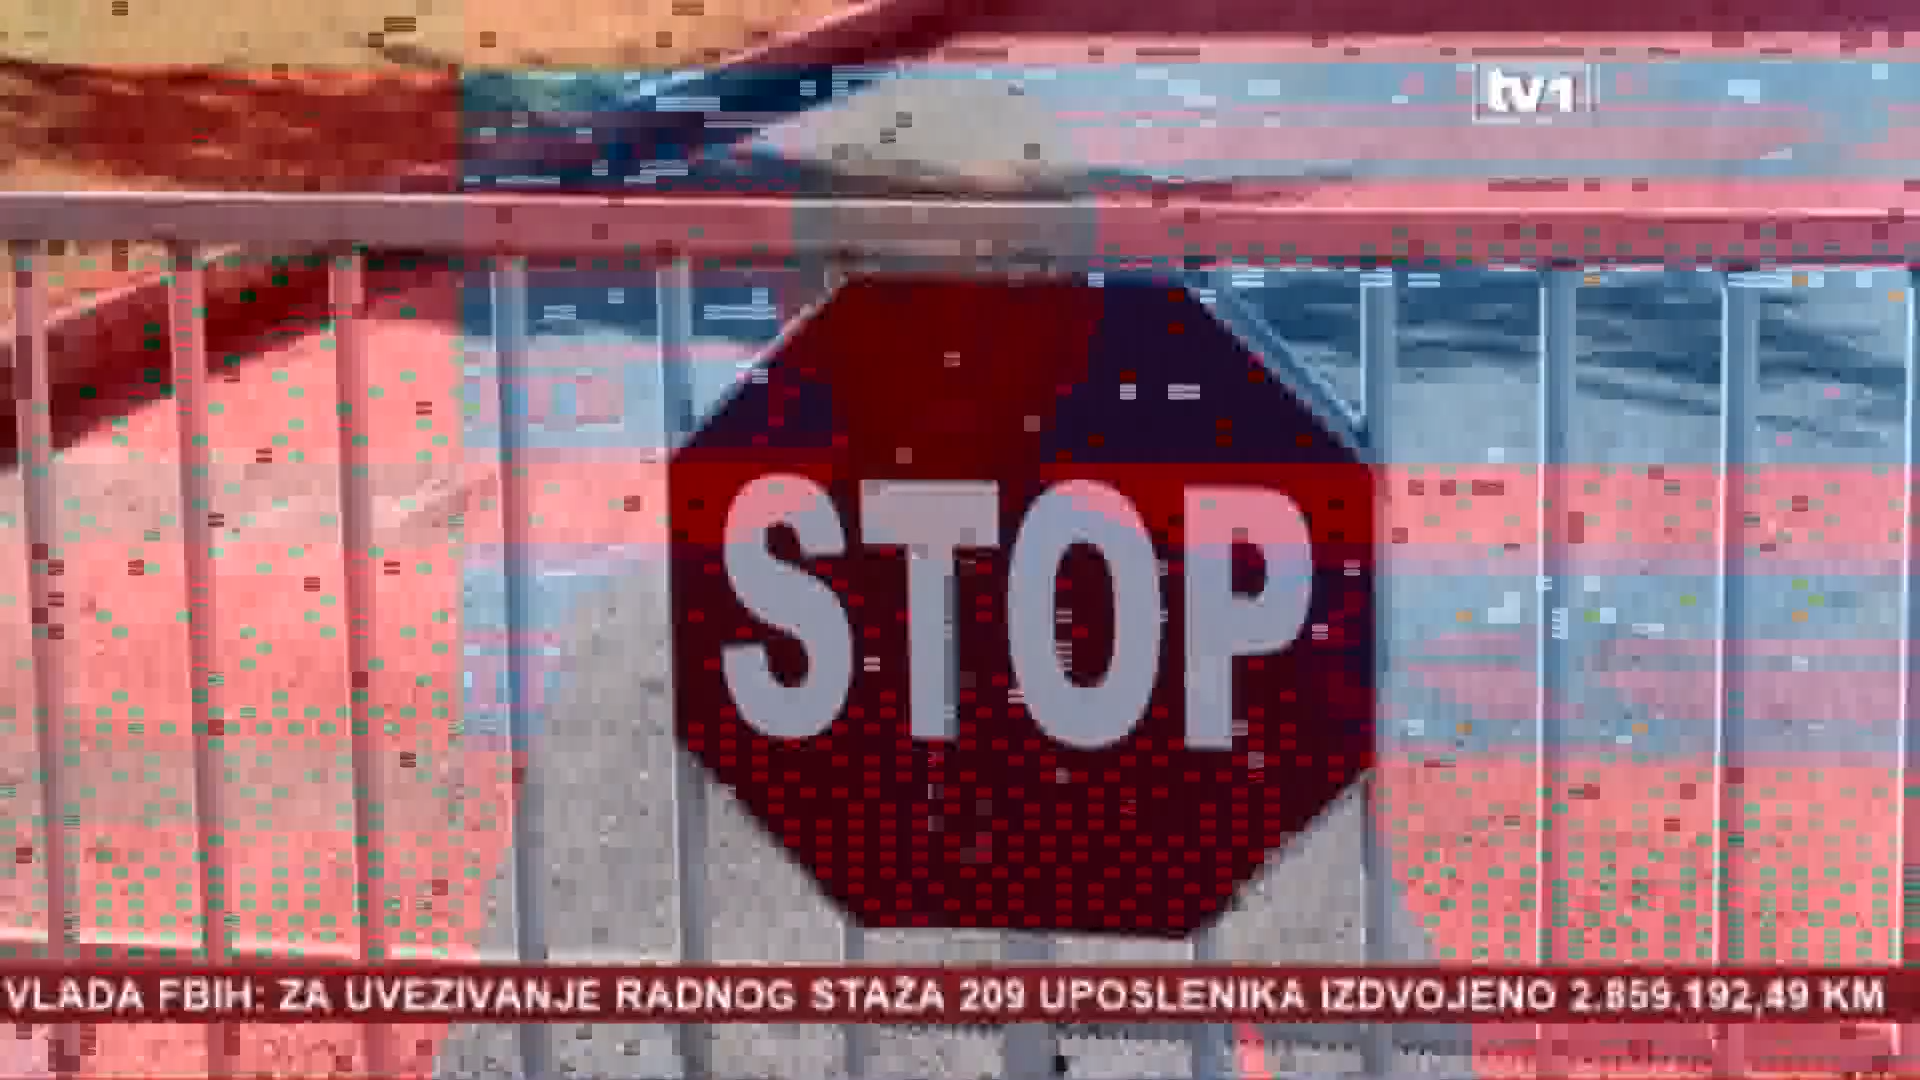 tv1
STOP
VLADA FBIH: ZA UVEZIVANJE RADNOG STAŽA 209 UPOSLENIKA IZDVOJENO 2.859.192,49 KM